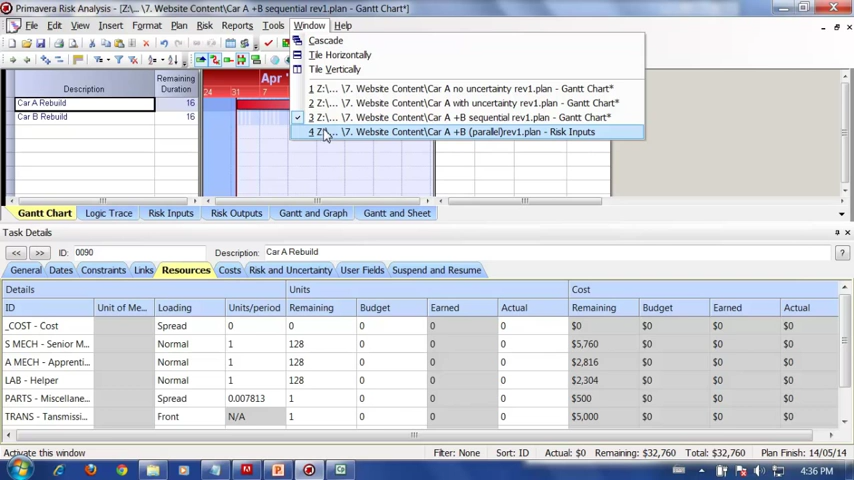 Primavera Risk Analysis - [Z:\... \7. Website Content\Car A +B sequential rev1.plan - Gantt Chart*]
File Edit View Insert Format Plan Risk Reports Tools Window Help
Cascade
Tile Horizontally
Tile Vertically
1 Z:\... \7. Website Content\Car A no uncertainty rev1.plan - Gantt Chart*
2 Z:\... \7. Website Content\Car A with uncertainty rev1.plan - Gantt Chart*
3 Z:\... \7. Website Content\Car A +B sequential rev1.plan - Gantt Chart*
4 Z:\... \7. Website Content\Car A +B (parallel)rev1.plan - Risk Inputs
Description Remaining Duration Apr '
24 31
Car A Rebuild 16
Car B Rebuild 16
Gantt Chart Logic Trace Risk Inputs Risk Outputs Gantt and Graph Gantt and Sheet
Task Details
<< >> ID: 0090 Description: Car A Rebuild ?
General Dates Constraints Links Resources Costs Risk and Uncertainty User Fields Suspend and Resume
Details Units Cost
ID Unit of Me... Loading Units/period Remaining Budget Earned Actual Remaining Budget Earned Actual
_COST - Cost Spread 0 0 0 0 0 $0 $0 $0 $0
S MECH - Senior M... Normal 1 128 0 0 0 $5,760 $0 $0 $0
A MECH - Apprenti... Normal 1 128 0 0 0 $2,816 $0 $0 $0
LAB - Helper Normal 1 128 0 0 0 $2,304 $0 $0 $0
PARTS - Miscellane... Spread 0.007813 1 0 0 0 $500 $0 $0 $0
TRANS - Tansmissi... Front N/A 1 0 0 0 $5,000 $0 $0 $0
Activate this window Filter: None Sort: ID Actual: $0 Remaining: $32,760 Total: $32,760 Plan Finish: 14/05/14
4:36 PM